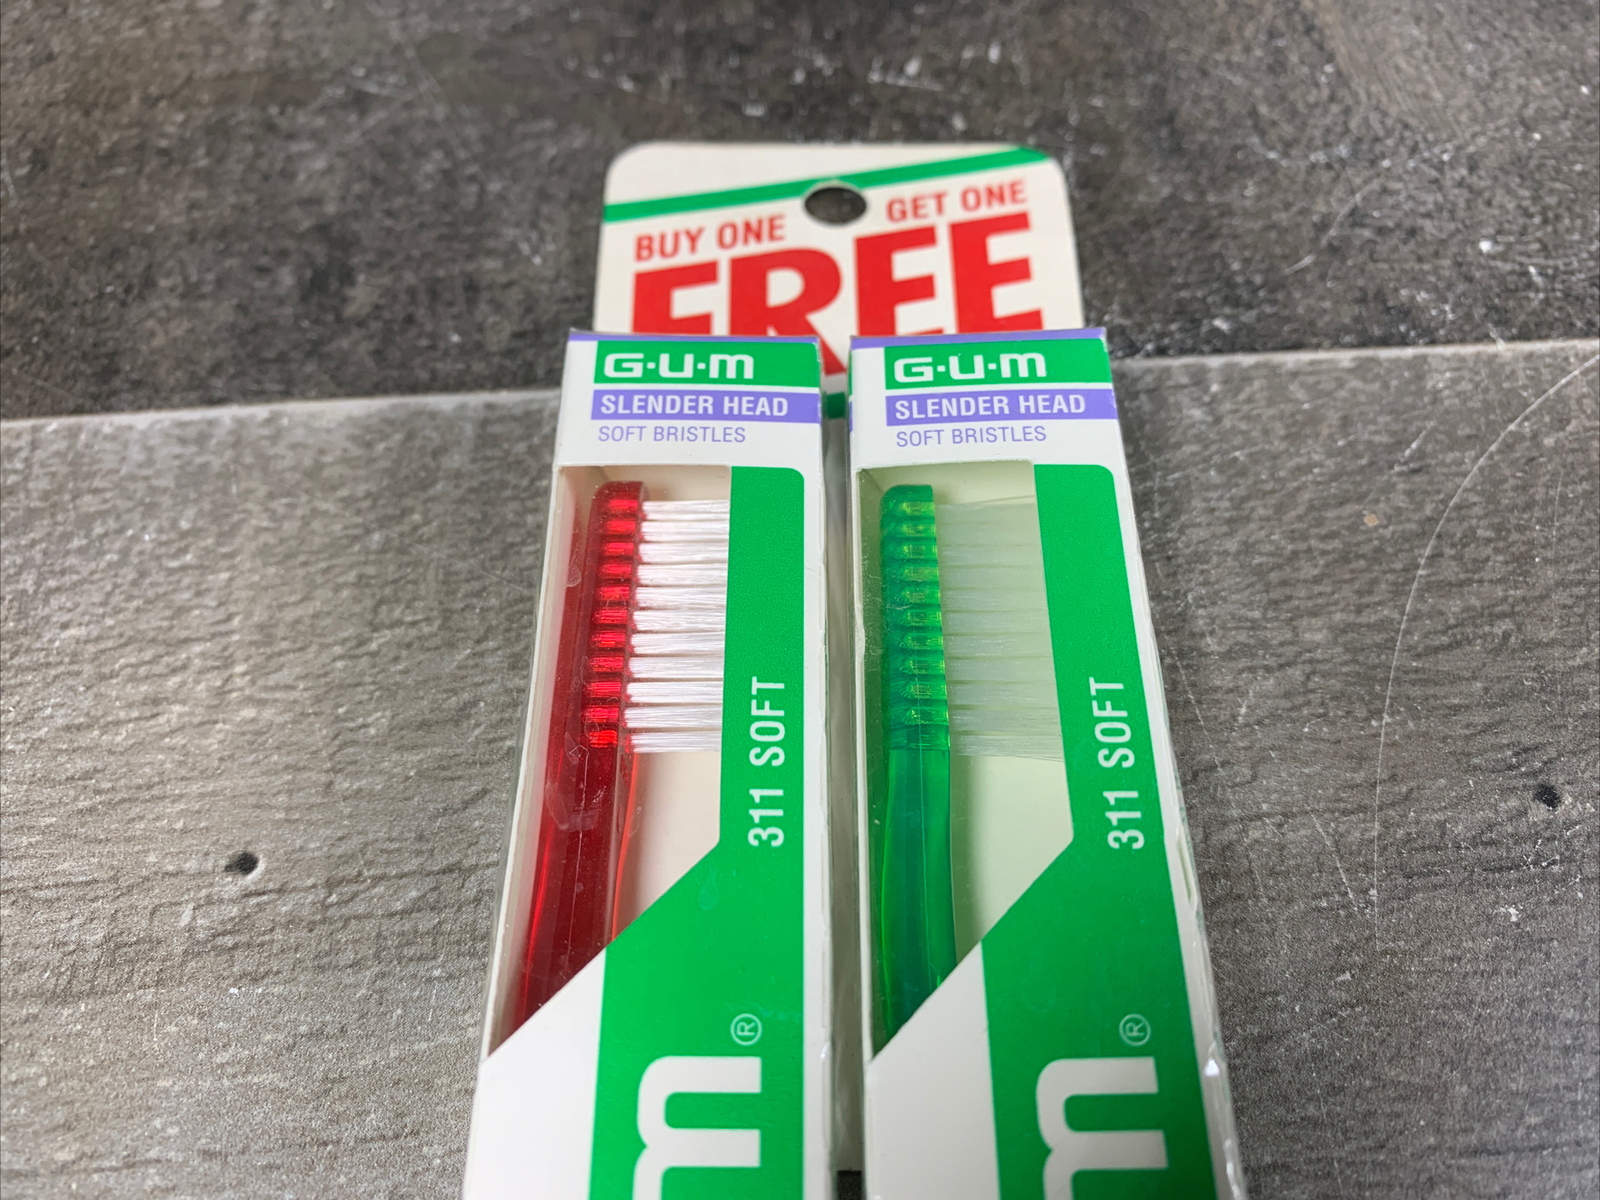 BUY ONE GET ONE
FREE
G·U·M
SLENDER HEAD
SOFT BRISTLES
311 SOFT
m®
G·U·M
SLENDER HEAD
SOFT BRISTLES
311 SOFT
m®